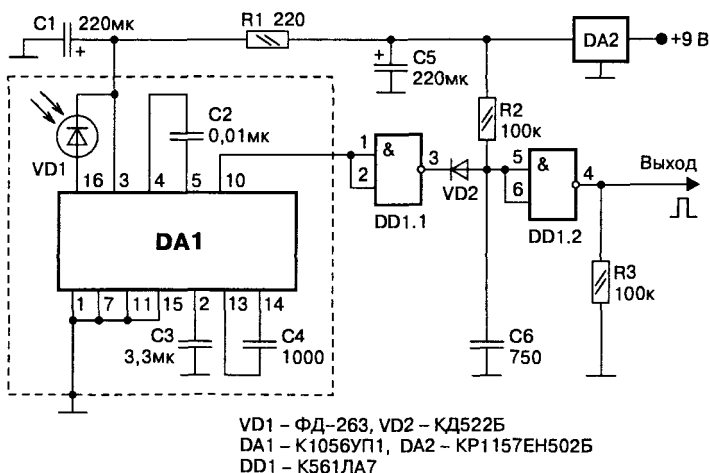 C1
220мк
+
R1 220
+
C5
220мк
DA2
+9 В
VD1
C2
0,01мк
R2
100к
16
3
4
5
10
1
2
&
3
DD1.1
VD2
5
6
&
4
DD1.2
Выход
DA1
1
7
11
15
2
13
14
C3
3,3мк
C4
1000
C6
750
R3
100к
VD1 – ФД–263, VD2 – КД522Б
DA1 – К1056УП1, DA2 – КР1157ЕН502Б
DD1 – К561ЛА7